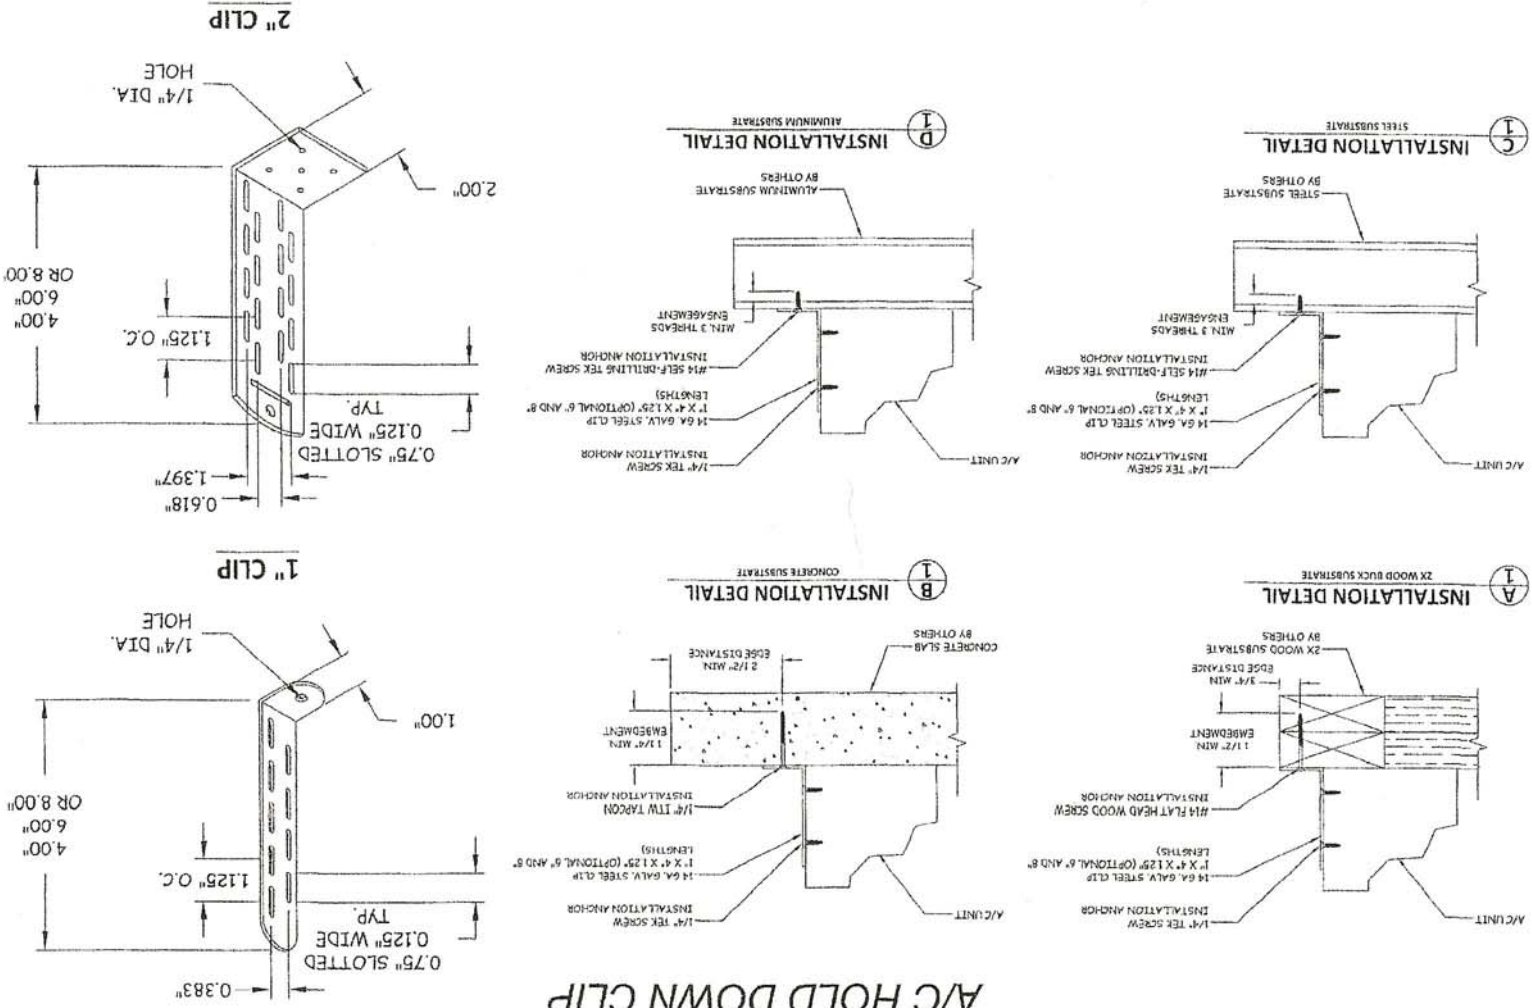 A/C HOLD DOWN CLIP
A/C UNIT
1/4" TEK SCREW
INSTALLATION ANCHOR
14 GA. GALV. STEEL CLIP
1" X 4" X 1.25" (OPTIONAL 6" AND 8"
LENGTHS)
#14 FLAT HEAD WOOD SCREW
INSTALLATION ANCHOR
1 1/2" MIN.
EMBEDMENT
3/4" MIN.
EDGE DISTANCE
2X WOOD SUBSTRATE
BY OTHERS
A
1
INSTALLATION DETAIL
2X WOOD BUCK SUBSTRATE
A/C UNIT
1/4" TEK SCREW
INSTALLATION ANCHOR
14 GA. GALV. STEEL CLIP
1" X 4" X 1.25" (OPTIONAL 6" AND 8"
LENGTHS)
1/4" ITW TAPCON
INSTALLATION ANCHOR
1 1/4" MIN.
EMBEDMENT
2 1/2" MIN.
EDGE DISTANCE
CONCRETE SLAB
BY OTHERS
B
1
INSTALLATION DETAIL
CONCRETE SUBSTRATE
0.383"
0.75" SLOTTED
0.125" WIDE
TYP.
1.125" O.C.
4.00"
6.00"
OR 8.00"
1.00"
1/4" DIA.
HOLE
1" CLIP
A/C UNIT
1/4" TEK SCREW
INSTALLATION ANCHOR
14 GA. GALV. STEEL CLIP
1" X 4" X 1.25" (OPTIONAL 6" AND 8"
LENGTHS)
#14 SELF-DRILLING TEK SCREW
INSTALLATION ANCHOR
MIN. 3 THREADS
ENGAGEMENT
STEEL SUBSTRATE
BY OTHERS
C
1
INSTALLATION DETAIL
STEEL SUBSTRATE
A/C UNIT
1/4" TEK SCREW
INSTALLATION ANCHOR
14 GA. GALV. STEEL CLIP
1" X 4" X 1.25" (OPTIONAL 6" AND 8"
LENGTHS)
#14 SELF-DRILLING TEK SCREW
INSTALLATION ANCHOR
MIN. 3 THREADS
ENGAGEMENT
ALUMINUM SUBSTRATE
BY OTHERS
D
1
INSTALLATION DETAIL
ALUMINUM SUBSTRATE
0.618"
1.397"
0.75" SLOTTED
0.125" WIDE
TYP.
1.125" O.C.
4.00"
6.00"
OR 8.00"
2.00"
1/4" DIA.
HOLE
2" CLIP